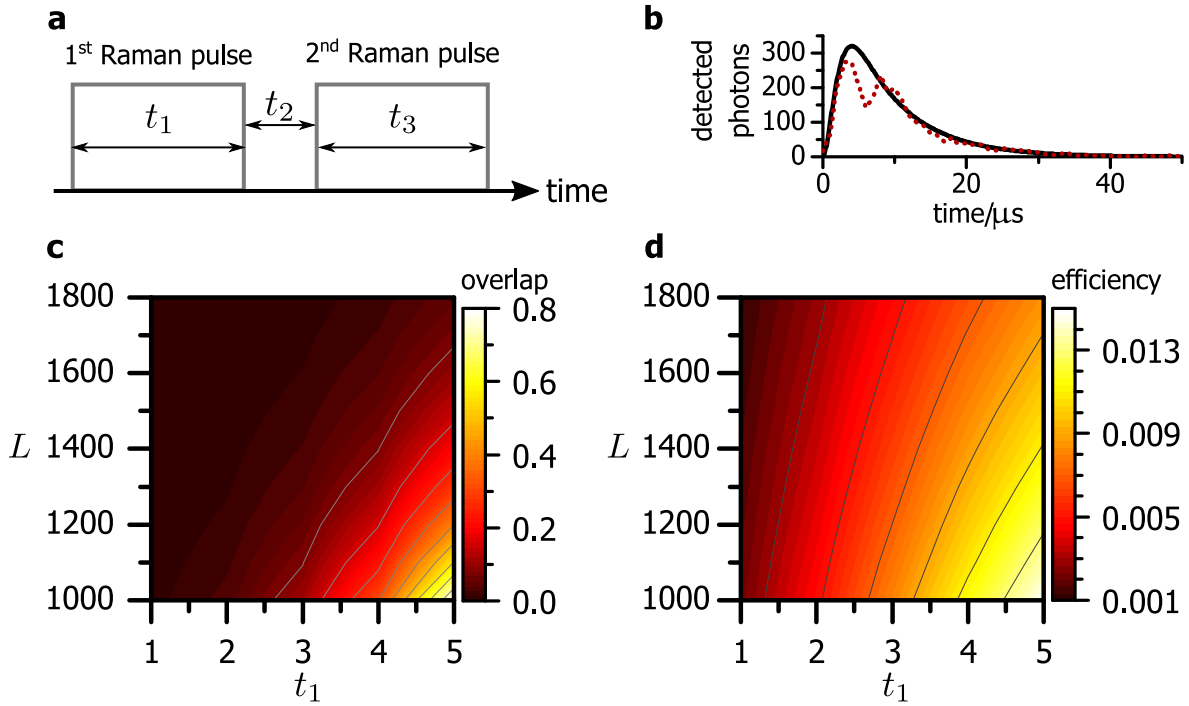 a
1st Raman pulse
2nd Raman pulse
t1
t2
t3
time
b
detected
photons
300
200
100
0
0
20
40
time/μs
c
overlap
1800
1600
1400
1200
1000
L
1
2
3
4
5
t1
0.8
0.6
0.4
0.2
0.0
d
efficiency
1800
1600
1400
1200
1000
L
1
2
3
4
5
t1
0.013
0.009
0.005
0.001